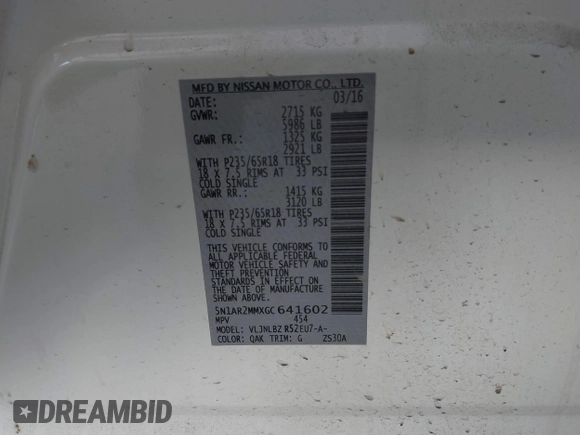 MFD BY NISSAN MOTOR CO., LTD.
DATE: 03/16
GVWR: 2715 KG
5986 LB
GAWR FR.: 1325 KG
2921 LB
WITH P235/65R18 TIRES
18 X 7.5 RIMS AT 33 PSI
COLD SINGLE
GAWR RR.: 1415 KG
3120 LB
WITH P235/65R18 TIRES
18 X 7.5 RIMS AT 33 PSI
COLD SINGLE
THIS VEHICLE CONFORMS TO
ALL APPLICABLE FEDERAL
MOTOR VEHICLE SAFETY AND
THEFT PREVENTION
STANDARDS IN EFFECT ON
THE DATE OF MANUFACTURE
SHOWN ABOVE.
5N1AR2MMXGC641602
MPV 454
MODEL: VLJNLBZ R52EU7-A-
COLOR: QAK TRIM: G ZS30A
DREAMBID